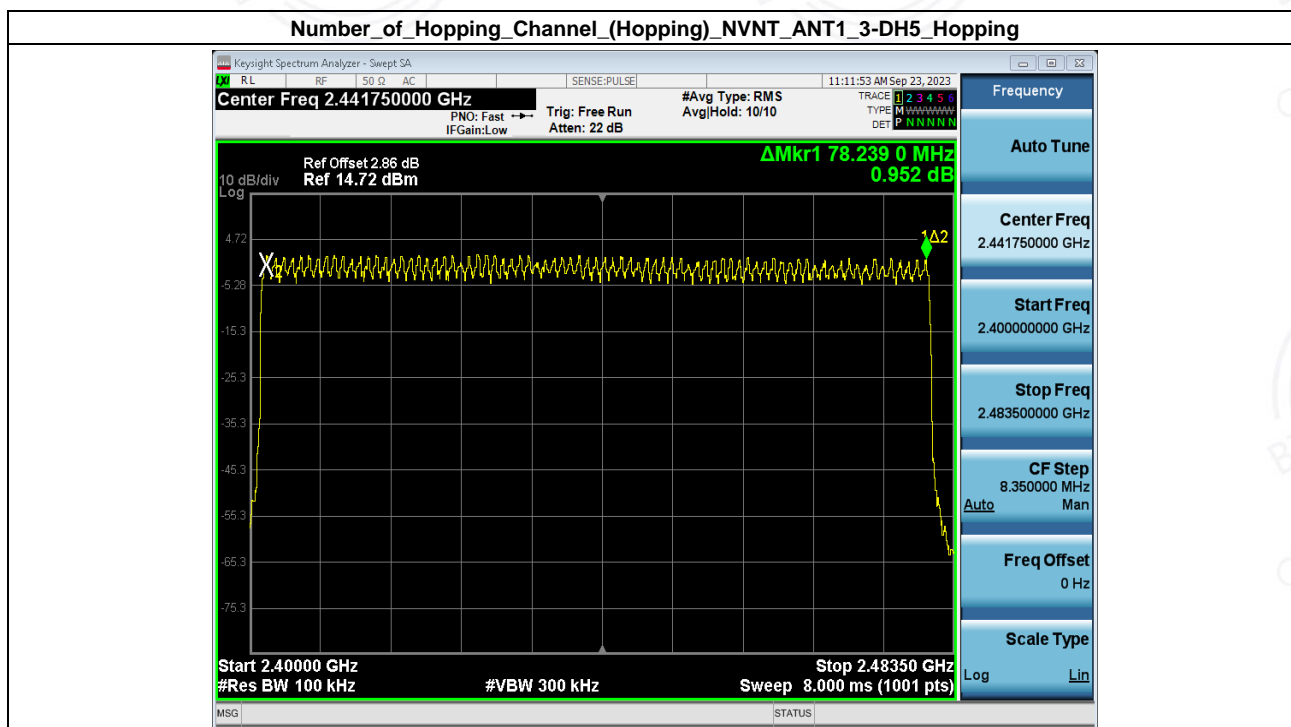 Number_of_Hopping_Channel_(Hopping)_NVNT_ANT1_3-DH5_Hopping
Keysight Spectrum Analyzer - Swept SA
LXI RL RF 50 Ω AC SENSE:PULSE 11:11:53 AM Sep 23, 2023
Center Freq 2.441750000 GHz
PNO: Fast
IFGain:Low
Trig: Free Run
Atten: 22 dB
#Avg Type: RMS
Avg|Hold: 10/10
TRACE 1 2 3 4 5 6
TYPE M WWWWW
DET P N N N N N
ΔMkr1 78.239 0 MHz
0.952 dB
Ref Offset 2.86 dB
10 dB/div Ref 14.72 dBm
Log
4.72
-5.28
-15.3
-25.3
-35.3
-45.3
-55.3
-65.3
-75.3
1Δ2
2
Start 2.40000 GHz
Stop 2.48350 GHz
#Res BW 100 kHz #VBW 300 kHz Sweep 8.000 ms (1001 pts)
MSG STATUS
Frequency
Auto Tune
Center Freq
2.441750000 GHz
Start Freq
2.400000000 GHz
Stop Freq
2.483500000 GHz
CF Step
8.350000 MHz
Auto Man
Freq Offset
0 Hz
Scale Type
Log Lin